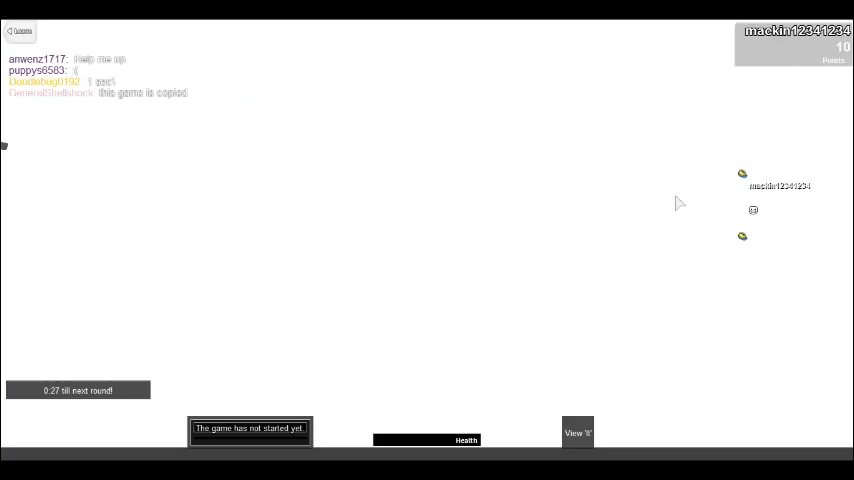 Leave
mackin12341234
10
Points
anwenz1717: Help me up
puppys6583: :(
Doodlebug0192: 1 sec\
GeneralShellshock: this game is copied
mackin12341234
0:27 till next round!
The game has not started yet.
Health
View 'It'